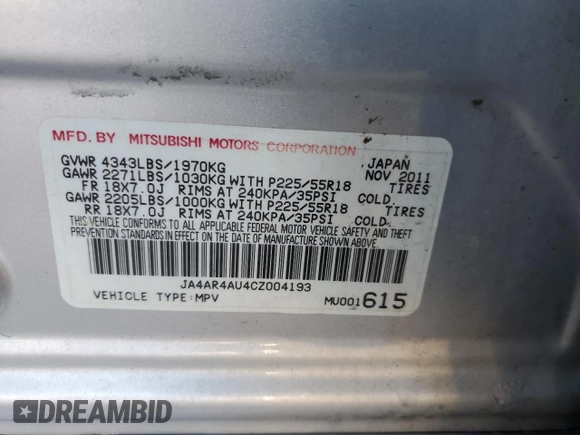 MFD. BY MITSUBISHI MOTORS CORPORATION
GVWR 4343LBS/1970KG JAPAN
GAWR 2271LBS/1030KG WITH P225/55R18 NOV 2011
FR 18X7.0J RIMS AT 240KPA/35PSI COLD TIRES
GAWR 2205LBS/1000KG WITH P225/55R18 TIRES
RR 18X7.0J RIMS AT 240KPA/35PSI COLD.
THIS VEHICLE CONFORMS TO ALL APPLICABLE FEDERAL MOTOR VEHICLE SAFETY AND THEFT
PREVENTION STANDARDS IN EFFECT ON THE DATE OF MANUFACTURE SHOWN ABOVE.
JA4AR4AU4CZ004193
VEHICLE TYPE:MPV MU001615
DREAMBID